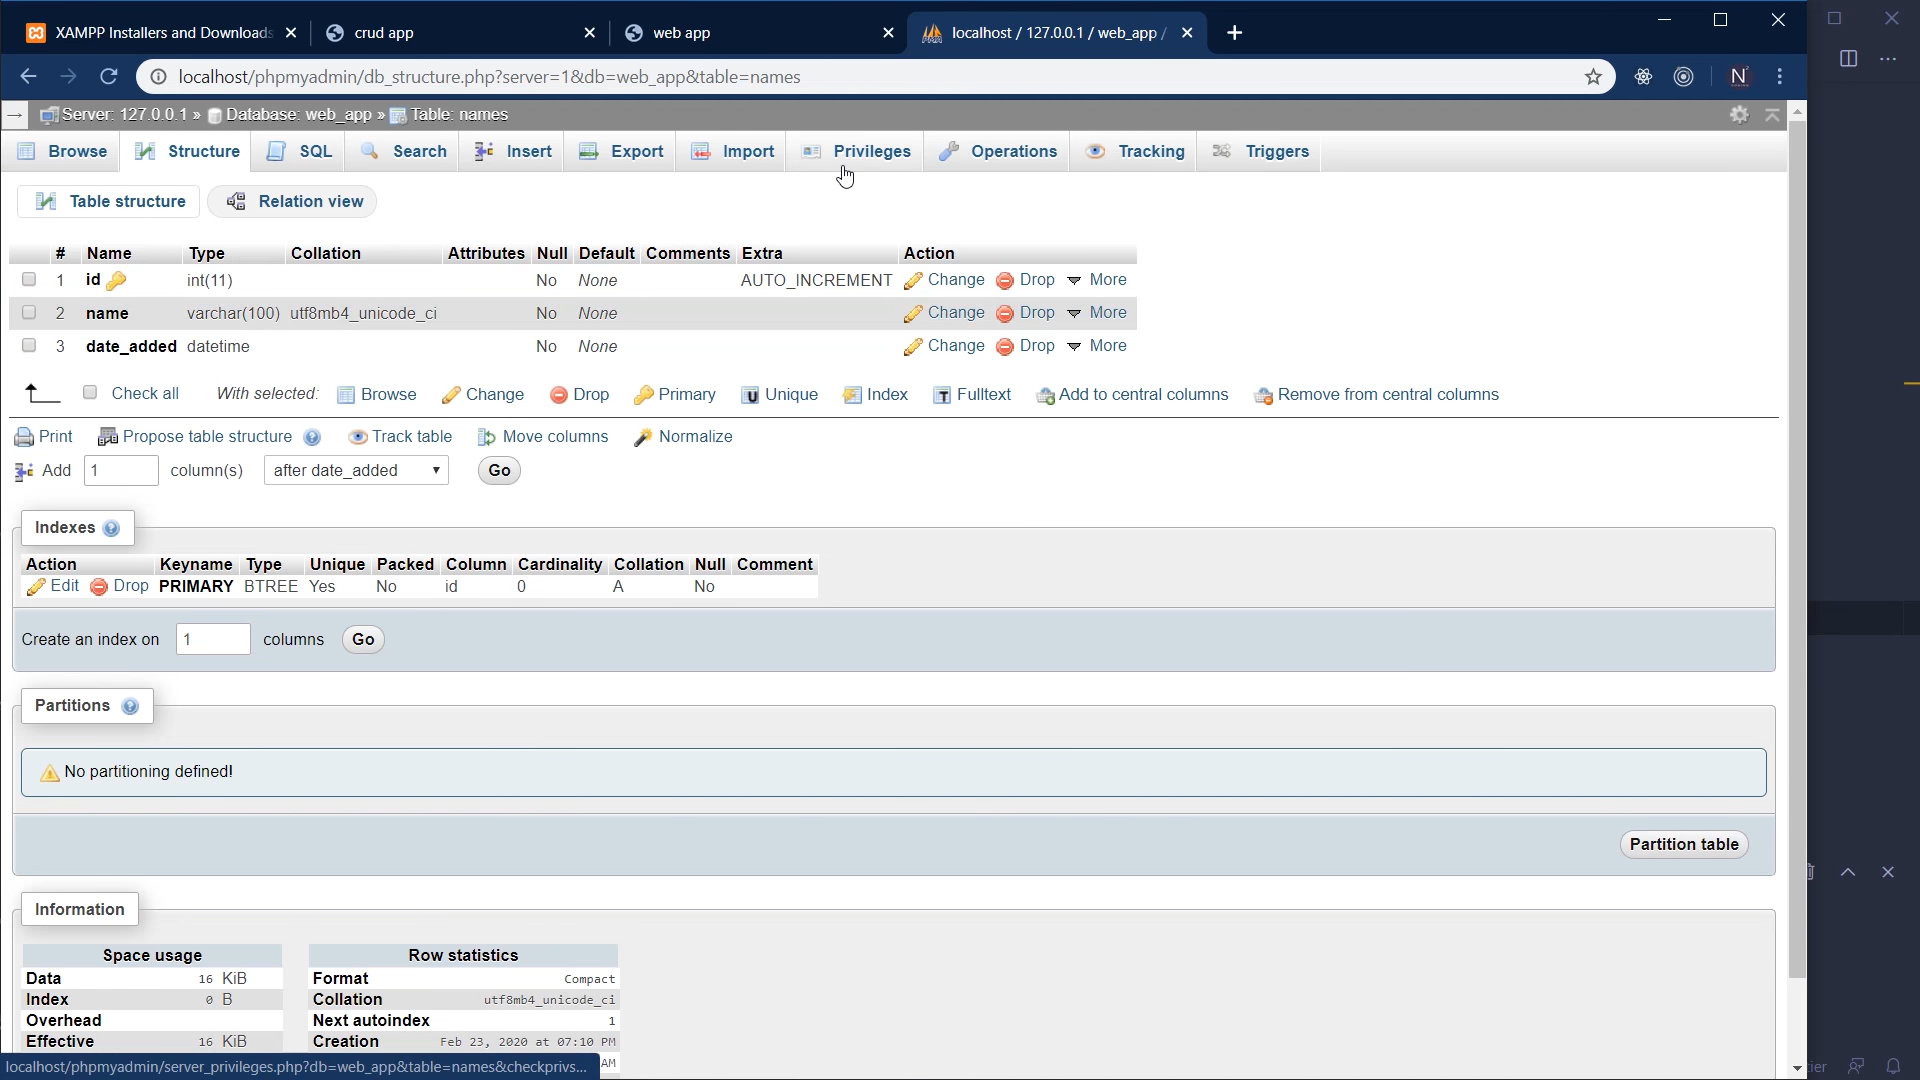 XAMPP Installers and Downloads
crud app
web app
localhost / 127.0.0.1 / web_app /
localhost/phpmyadmin/db_structure.php?server=1&db=web_app&table=names
N
Server: 127.0.0.1 » Database: web_app » Table: names
Browse Structure SQL Search Insert Export Import Privileges Operations Tracking Triggers
Table structure Relation view
# Name Type Collation Attributes Null Default Comments Extra Action
1 id int(11) No None AUTO_INCREMENT Change Drop More
2 name varchar(100) utf8mb4_unicode_ci No None Change Drop More
3 date_added datetime No None Change Drop More
Check all With selected: Browse Change Drop Primary Unique Index Fulltext Add to central columns Remove from central columns
Print Propose table structure Track table Move columns Normalize
Add 1 column(s) after date_added Go
Indexes
Action Keyname Type Unique Packed Column Cardinality Collation Null Comment
Edit Drop PRIMARY BTREE Yes No id 0 A No
Create an index on 1 columns Go
Partitions
No partitioning defined!
Partition table
Information
Space usage
Data 16 KiB
Index 0 B
Overhead
Effective 16 KiB
Row statistics
Format Compact
Collation utf8mb4_unicode_ci
Next autoindex 1
Creation Feb 23, 2020 at 07:10 PM
AM
localhost/phpmyadmin/server_privileges.php?db=web_app&table=names&checkprivs...
tier